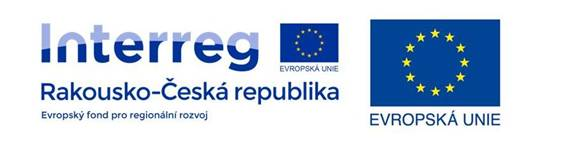 Interreg
EVROPSKÁ UNIE
Rakousko-Česká republika
Evropský fond pro regionální rozvoj
EVROPSKÁ UNIE